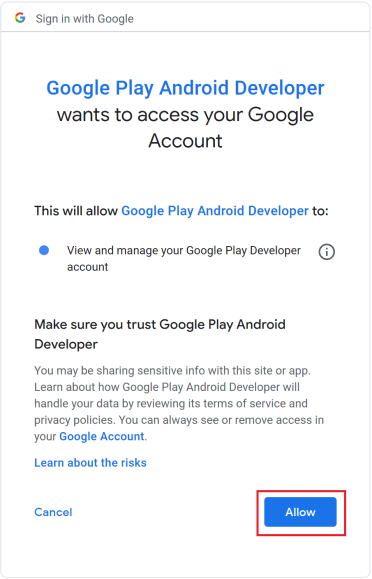 Sign in with Google
Google Play Android Developer
wants to access your Google
Account
This will allow Google Play Android Developer to:
View and manage your Google Play Developer
account
Make sure you trust Google Play Android
Developer
You may be sharing sensitive info with this site or app.
Learn about how Google Play Android Developer will
handle your data by reviewing its terms of service and
privacy policies. You can always see or remove access in
your Google Account.
Learn about the risks
Cancel
Allow